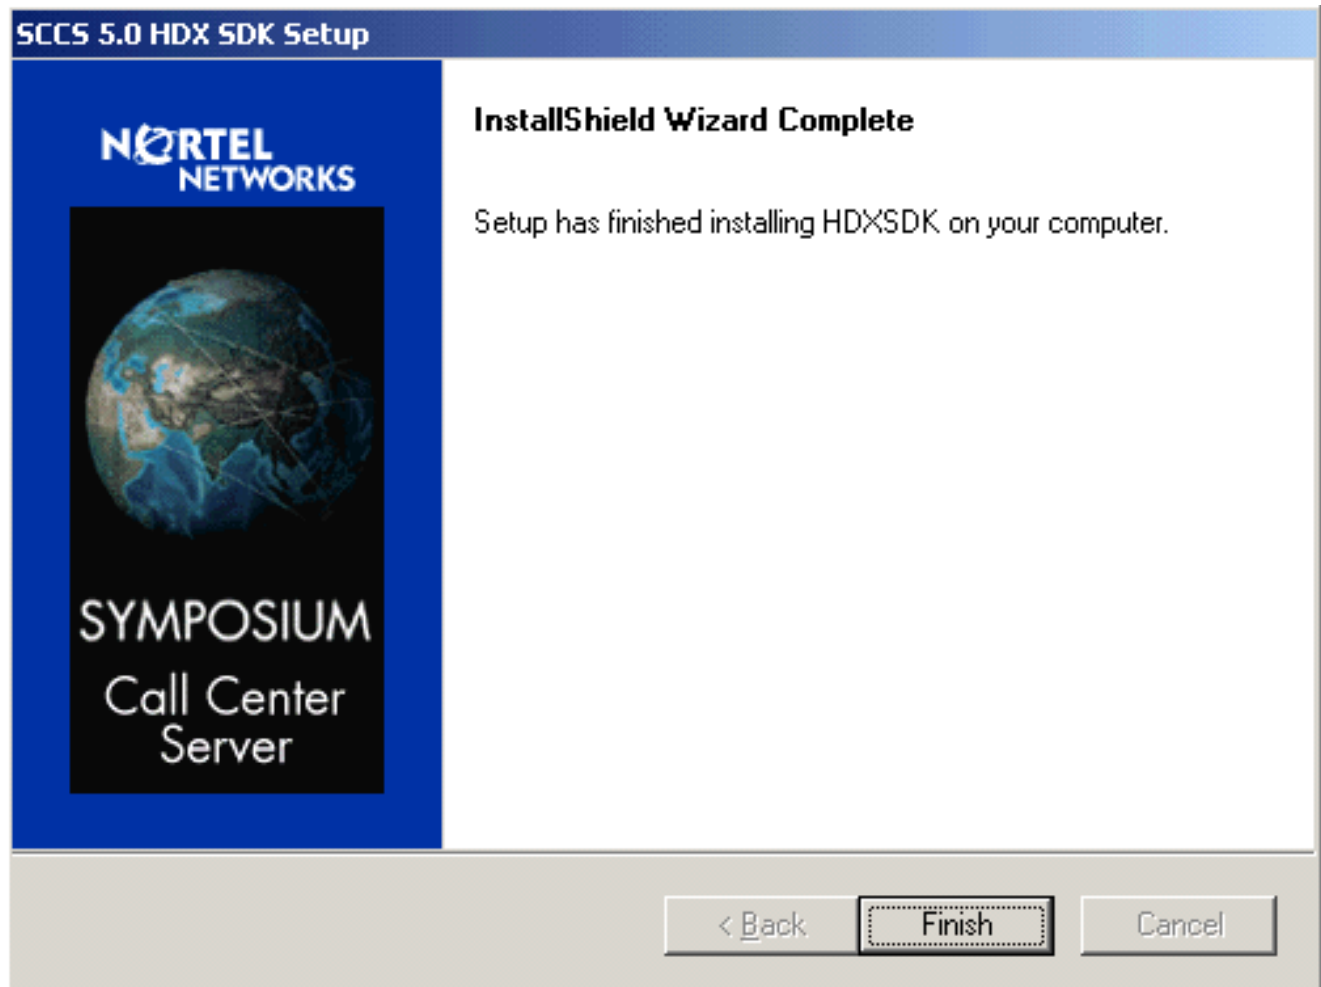 SCCS 5.0 HDX SDK Setup
NORTEL
NETWORKS
SYMPOSIUM
Call Center
Server
InstallShield Wizard Complete
Setup has finished installing HDXSDK on your computer.
< Back
Finish
Cancel